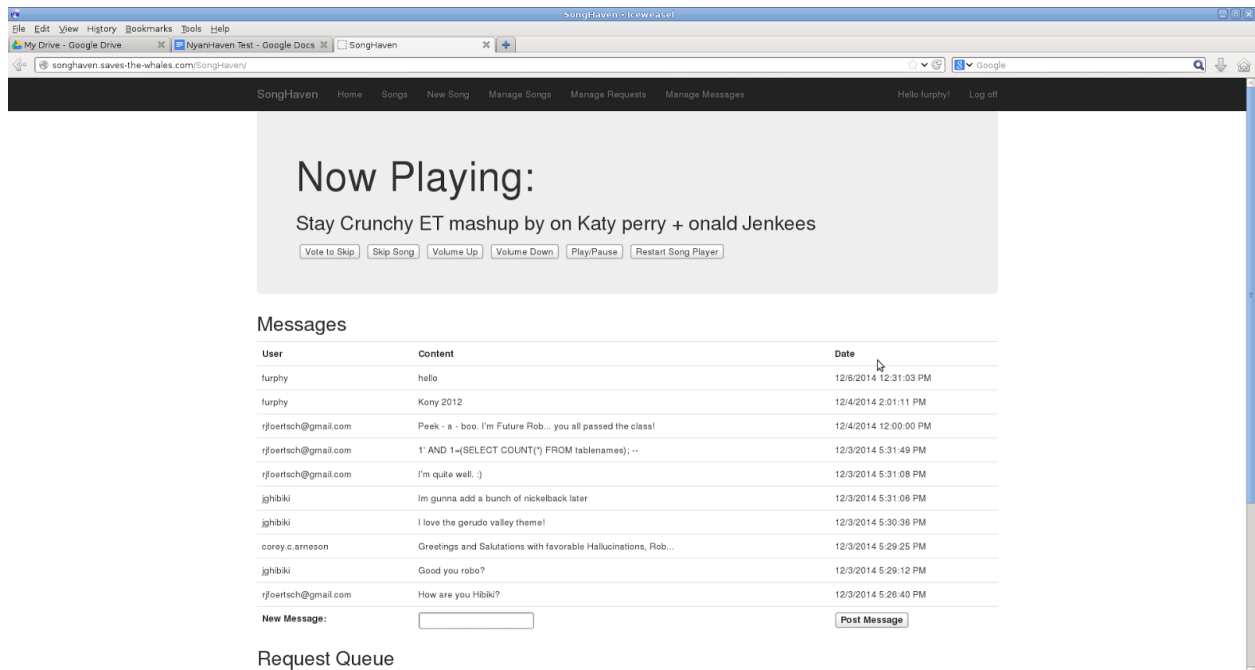 SongHaven - Iceweasel
File Edit View History Bookmarks Tools Help
My Drive - Google Drive NyanHaven Test - Google Docs SongHaven
songhaven.saves-the-whales.com/SongHaven/ Google
SongHaven Home Songs New Song Manage Songs Manage Requests Manage Messages Hello furphy! Log off
Now Playing:
Stay Crunchy ET mashup by on Katy perry + onald Jenkees
Vote to Skip Skip Song Volume Up Volume Down Play/Pause Restart Song Player
Messages
User Content Date
furphy hello 12/6/2014 12:31:03 PM
furphy Kony 2012 12/4/2014 2:01:11 PM
rjfoertsch@gmail.com Peek - a - boo. I'm Future Rob... you all passed the class! 12/4/2014 12:00:00 PM
rjfoertsch@gmail.com 1' AND 1=(SELECT COUNT(*) FROM tablenames); -- 12/3/2014 5:31:49 PM
rjfoertsch@gmail.com I'm quite well. :) 12/3/2014 5:31:08 PM
jghibiki Im gunna add a bunch of nickelback later 12/3/2014 5:31:06 PM
jghibiki I love the gerudo valley theme! 12/3/2014 5:30:36 PM
corey.c.arneson Greetings and Salutations with favorable Hallucinations, Rob... 12/3/2014 5:29:25 PM
jghibiki Good you robo? 12/3/2014 5:29:12 PM
rjfoertsch@gmail.com How are you Hibiki? 12/3/2014 5:26:40 PM
New Message: Post Message
Request Queue